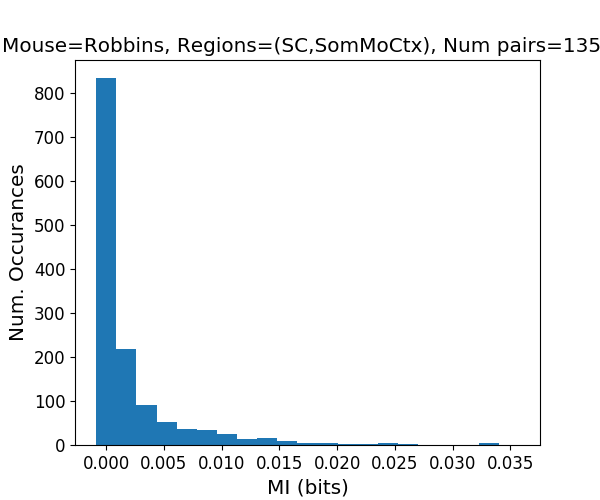 Mouse=Robbins, Regions=(SC,SomMoCtx), Num pairs=135
800
700
600
500
400
300
200
100
0
Num. Occurances
0.000 0.005 0.010 0.015 0.020 0.025 0.030 0.035
MI (bits)